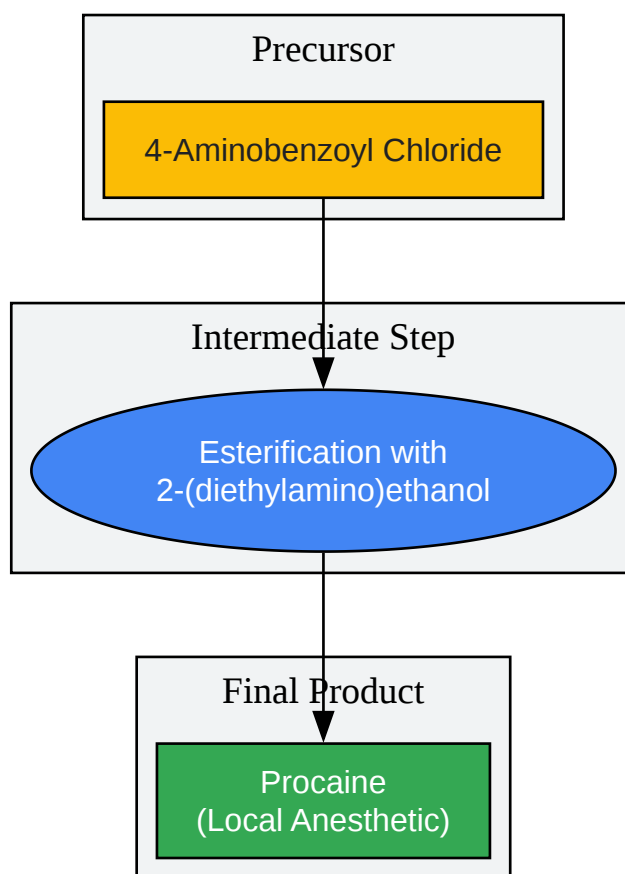 Precursor
4-Aminobenzoyl Chloride
Intermediate Step
Esterification with
2-(diethylamino)ethanol
Final Product
Procaine
(Local Anesthetic)